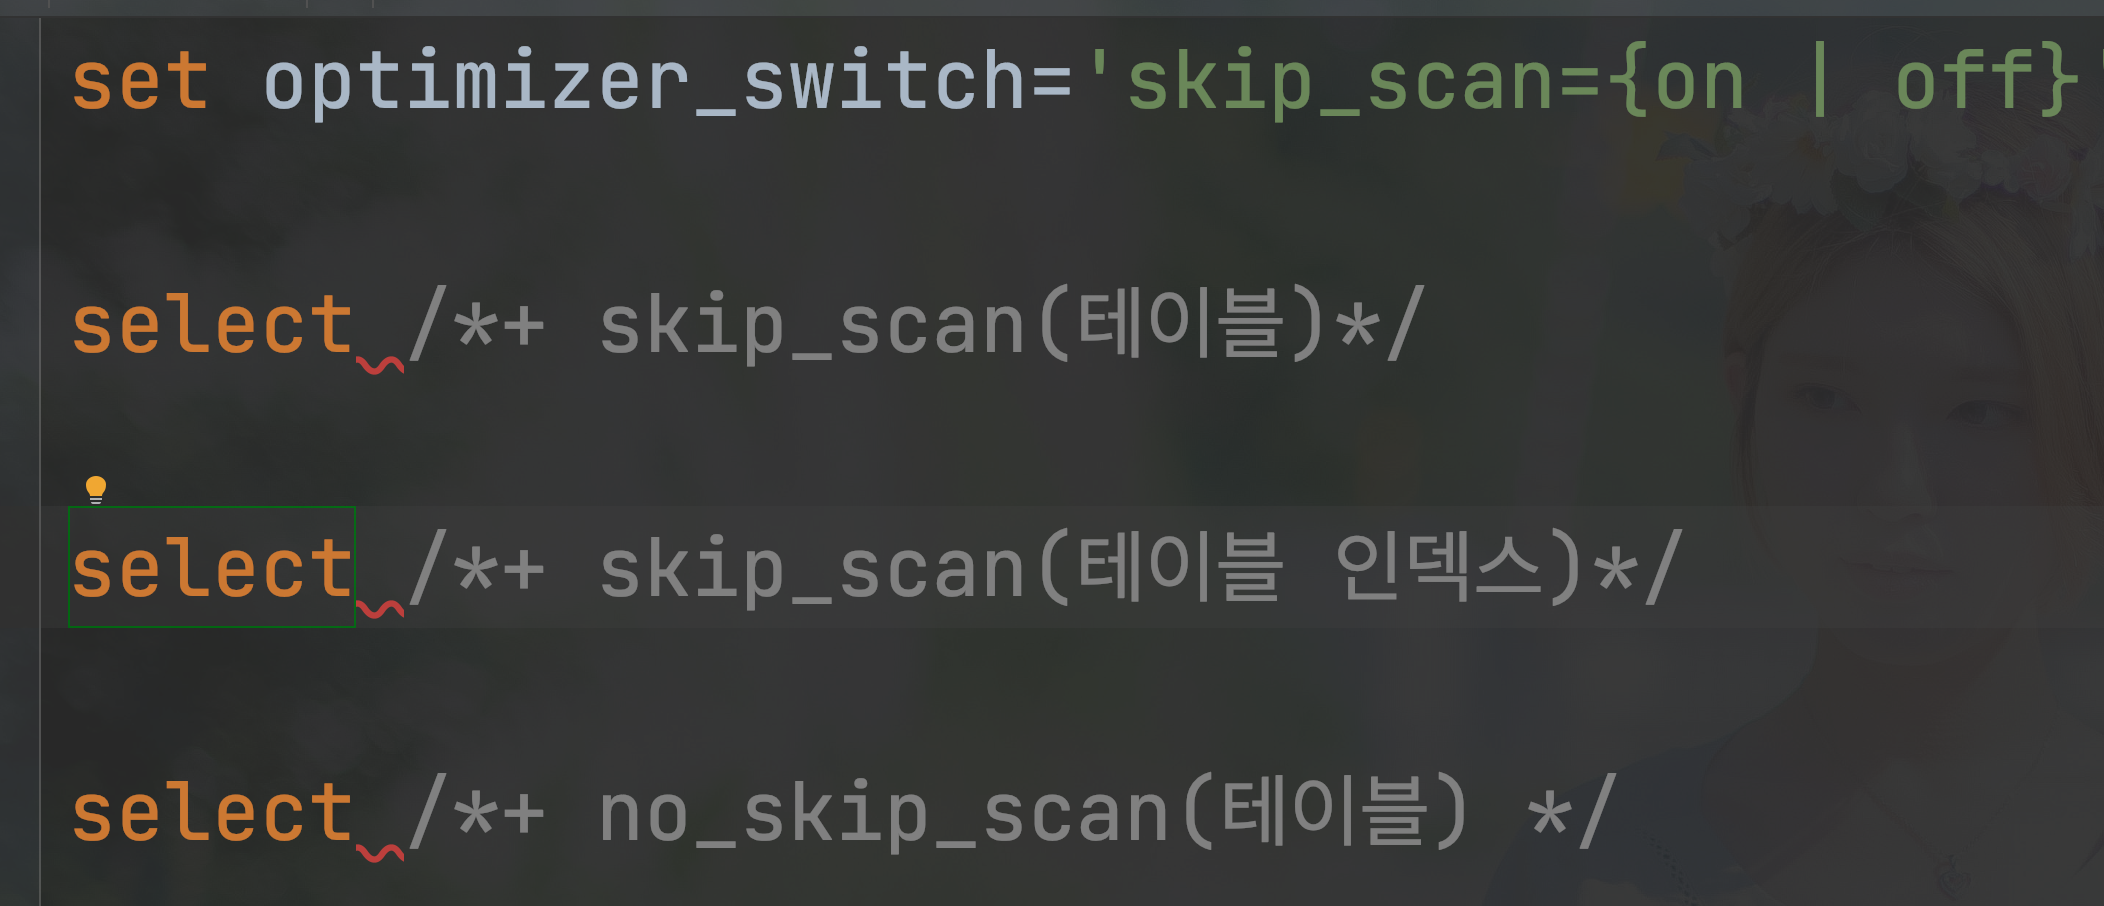 set optimizer_switch='skip_scan={on | off}'
select /*+ skip_scan(테이블)*/
select /*+ skip_scan(테이블 인덱스)*/
select /*+ no_skip_scan(테이블) */